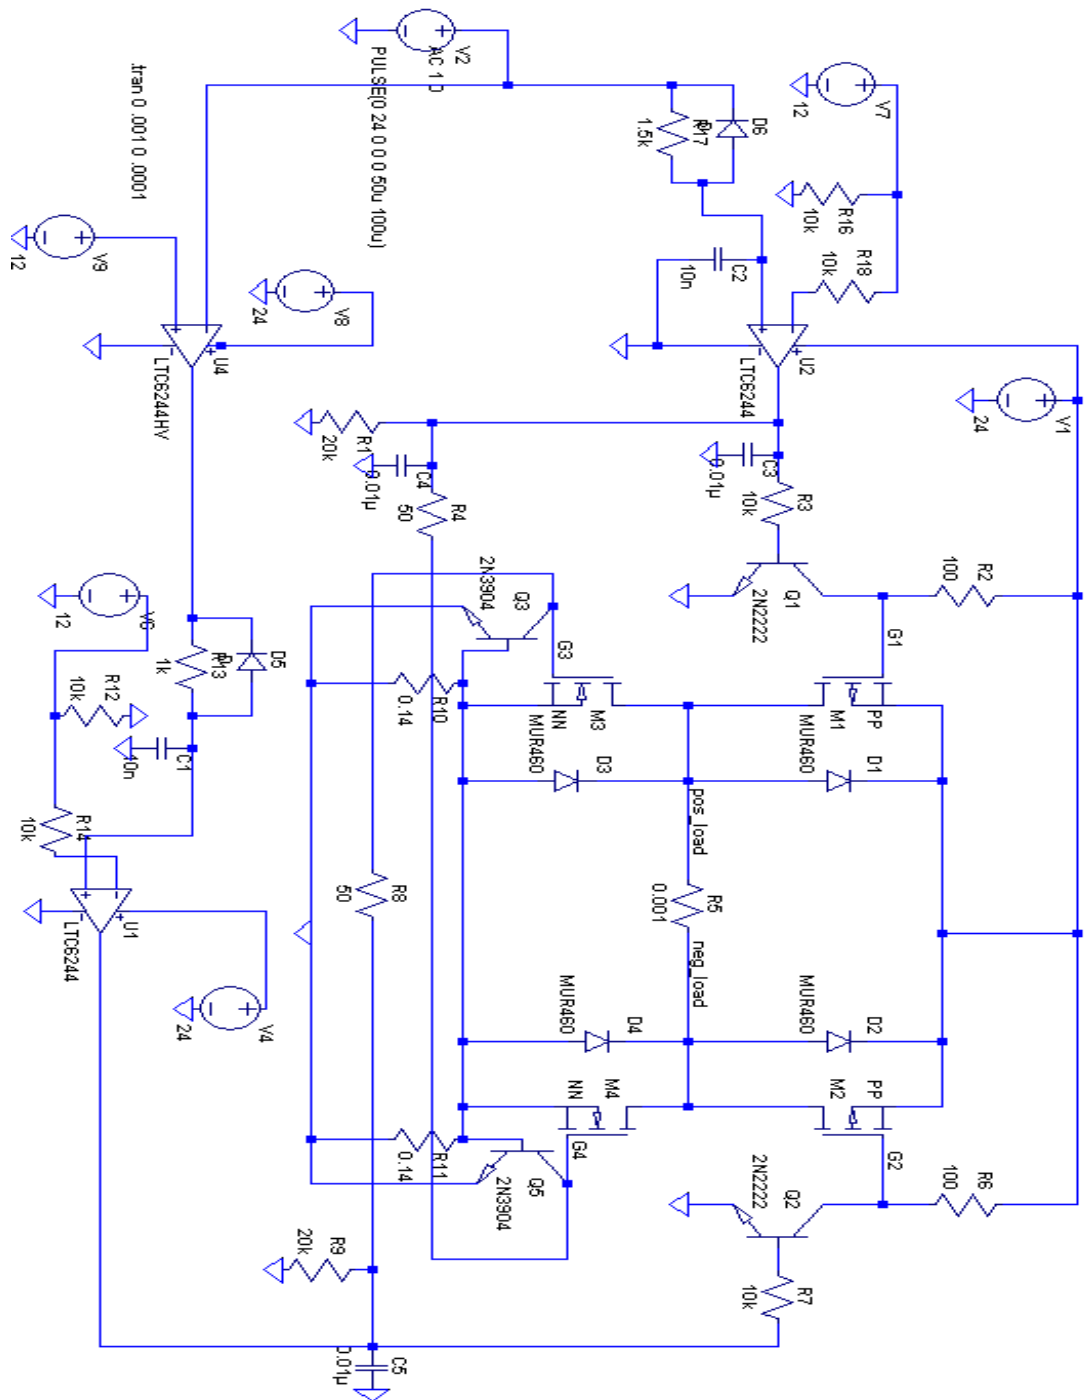 V2
AC 1 0
PULSE(0 24 0 0 0 50u 100u)
.tran 0 .001 0 .0001
D6
R17
1.5k
V7
12
R16
10k
R18
10k
C2
10n
V9
12
V8
24
U4
LTC6244HV
U2
LTC6244
V1
24
R1
20k
C4
0.01µ
R4
50
C3
0.01µ
R3
10k
Q1
2N2222
R2
100
G1
Q3
2N3904
G3
M3
NN
M1
PP
R10
0.14
MUR460
D3
MUR460
D1
V6
12
R12
10k
D5
R13
1k
C1
10n
R14
10k
U1
LTC6244
V4
24
R8
50
pos_load
R5
0.001
neg_load
MUR460
D4
MUR460
D2
NN
M4
G4
M2
PP
G2
R11
0.14
Q5
2N3904
Q2
2N2222
R6
100
R9
20k
R7
10k
C5
0.01µ